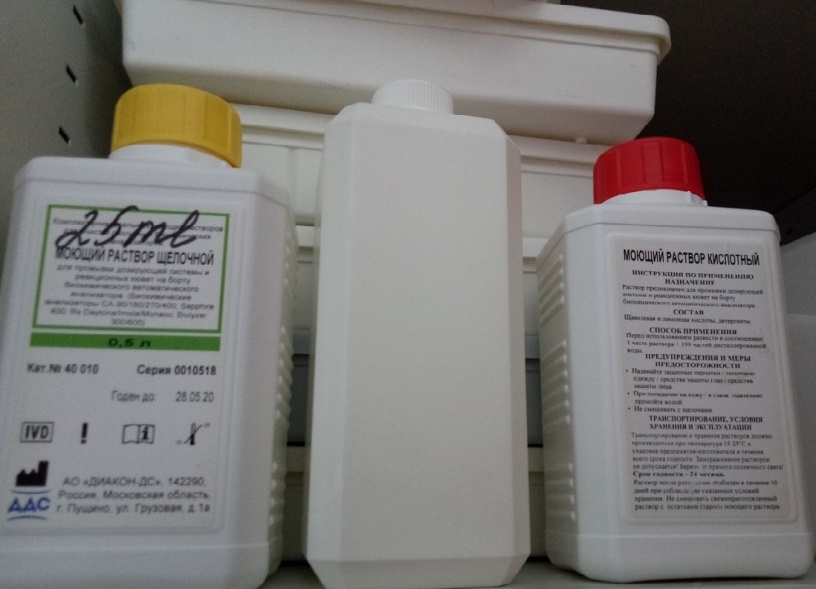 25ml
МОЮЩИЙ РАСТВОР ЩЕЛОЧНОЙ
для промывки дозирующей системы и
реакционных кювет на борту
биохимического автоматического
анализатора (Биохимические
анализаторы CA 90/180/270/400, Sapphire
400, Rx Daytona/Imola/Monaco, Biolyzer
300/600)
0,5 л
Кат.№ 40 010 Серия 0010518
Годен до: 28.05.20
IVD
ДДС
АО «ДИАКОН-ДС», 142290,
Россия, Московская область,
г. Пущино, ул. Грузовая, д.1а
МОЮЩИЙ РАСТВОР КИСЛОТНЫЙ
ИНСТРУКЦИЯ ПО ПРИМЕНЕНИЮ
НАЗНАЧЕНИЕ
Раствор предназначен для промывки дозирующей
системы и реакционных кювет на борту
биохимического автоматического анализатора.
СОСТАВ
Щавелевая и лимонная кислоты, детергенты
СПОСОБ ПРИМЕНЕНИЯ
Перед использованием развести в соотношении
1 часть раствора - 199 частей дистиллированной
воды.
ПРЕДУПРЕЖДЕНИЯ И МЕРЫ
ПРЕДОСТОРОЖНОСТИ
• Надевайте защитные перчатки / защитную
одежду / средства защиты глаз / средства
защиты лица.
• При попадании на кожу / в глаза: тщательно
промойте водой.
• Не смешивать с щелочами
ТРАНСПОРТИРОВАНИЕ, УСЛОВИЯ
ХРАНЕНИЯ И ЭКСПЛУАТАЦИИ
Транспортирование и хранение растворов должно
производиться при температуре 15-25°C в
упаковке предприятия-изготовителя в течение
всего срока годности. Замораживание растворов
не допускается! Беречь от прямого солнечного света!
Срок годности - 24 месяца.
Раствор после разведения стабилен в течение 10
дней при соблюдении указанных условий
хранения. Не смешивать свежеприготовленный
раствор с остатками старого моющего раствора.